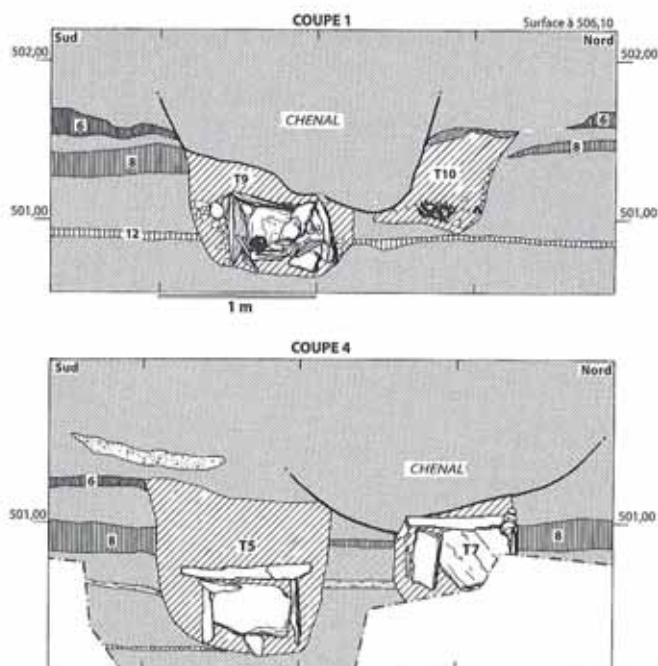 COUPE 1
Surface à 506,10
Sud
Nord
502,00
502,00
CHENAL
6
6
8
8
T9
T10
501,00
501,00
12
1 m
COUPE 4
Sud
Nord
CHENAL
6
501,00
501,00
8
8
T5
T7